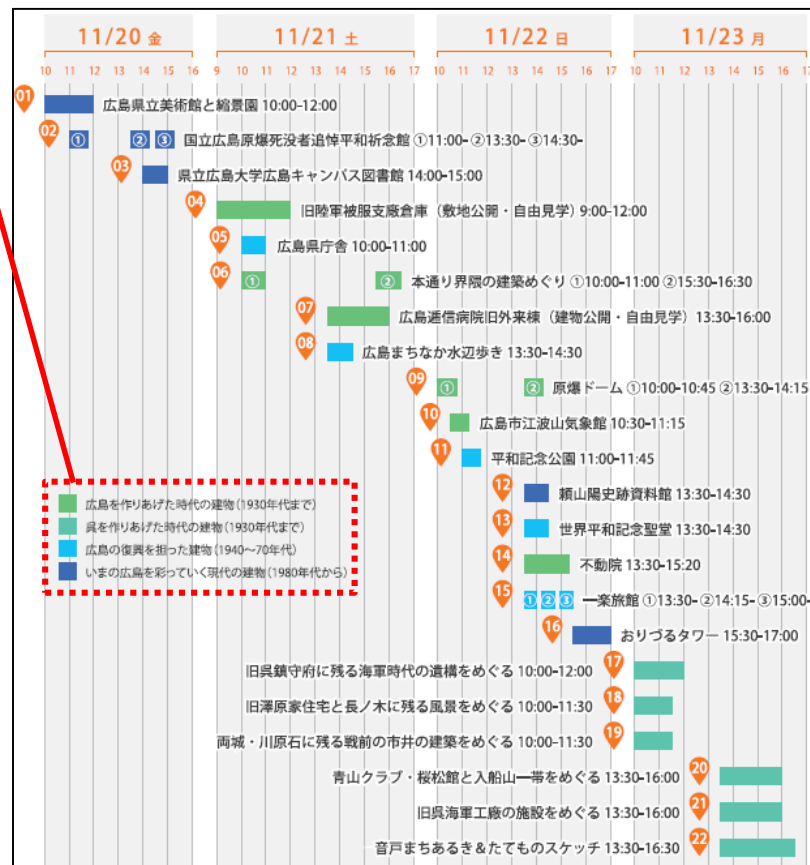 11/20 金 11/21 土 11/22 日 11/23 月
10 11 12 13 14 15 16 9 10 11 12 13 14 15 16 17 10 11 12 13 14 15 16 17 10 11 12 13 14 15 16 17
01 広島県立美術館と縮景園 10:00-12:00
02 ① ② ③ 国立広島原爆死没者追悼平和祈念館 ①11:00- ②13:30- ③14:30-
03 県立広島大学広島キャンパス図書館 14:00-15:00
04 旧陸軍被服支廠倉庫（敷地公開・自由見学) 9:00-12:00
05 広島県庁舎 10:00-11:00
06 ① ② 本通り界隈の建築めぐり ①10:00-11:00 ②15:30-16:30
07 広島逓信病院旧外来棟（建物公開・自由見学）13:30-16:00
08 広島まちなか水辺歩き 13:30-14:30
09 ① ② 原爆ドーム ①10:00-10:45 ②13:30-14:15
10 広島市江波山気象館 10:30-11:15
11 平和記念公園 11:00-11:45
12 頼山陽史跡資料館 13:30-14:30
13 世界平和記念聖堂 13:30-14:30
14 不動院 13:30-15:20
15 ① ② ③ 一楽旅館 ①13:30- ②14:15- ③15:00-
16 おりづるタワー 15:30-17:00
広島を作りあげた時代の建物(1930年代まで)
呉を作りあげた時代の建物(1930年代まで)
広島の復興を担った建物(1940～70年代)
いまの広島を彩っていく現代の建物(1980年代から)
旧呉鎮守府に残る海軍時代の遺構をめぐる 10:00-12:00 17
旧澤原家住宅と長ノ木に残る風景をめぐる 10:00-11:30 18
両城・川原石に残る戦前の市井の建築をめぐる 10:00-11:30 19
青山クラブ・桜松館と入船山一帯をめぐる 13:30-16:00 20
旧呉海軍工廠の施設をめぐる 13:30-16:00 21
音戸まちあるき＆たてものスケッチ 13:30-16:30 22